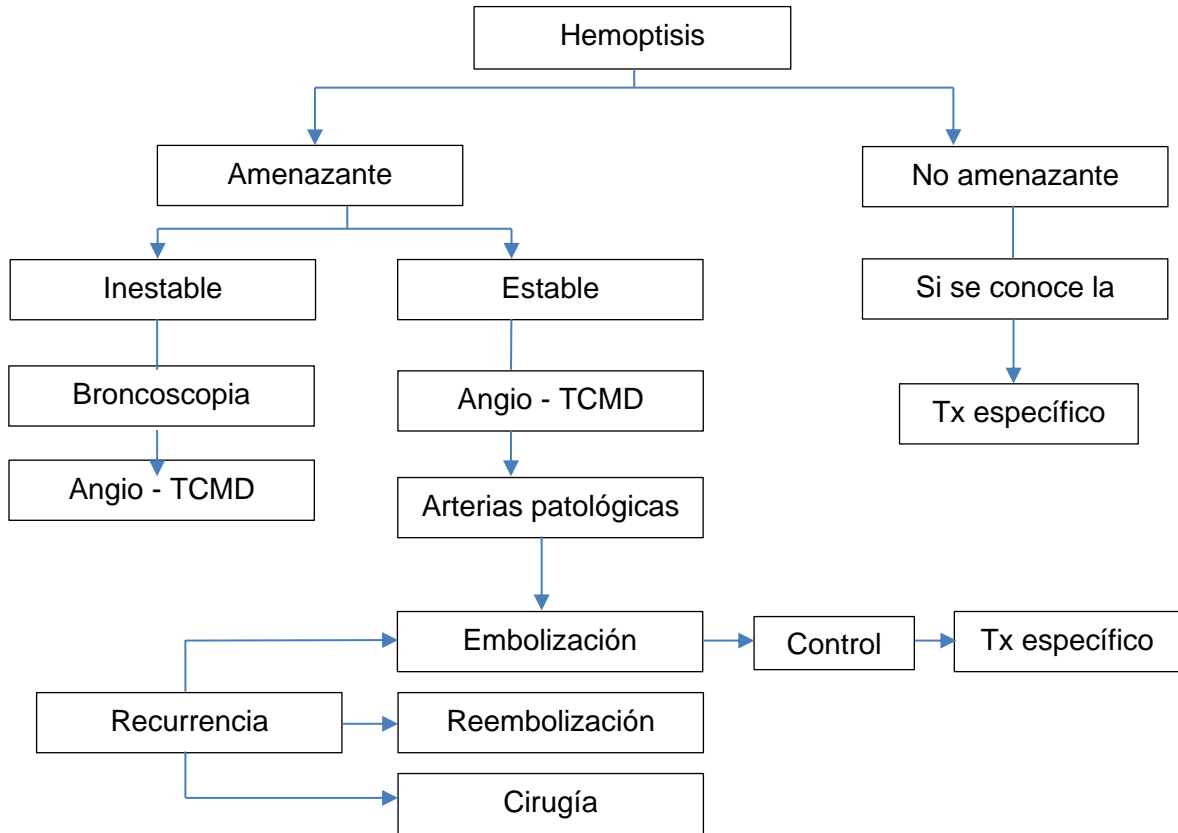 Hemoptisis
Amenazante
No amenazante
Inestable
Estable
Si se conoce la
Broncoscopia
Angio - TCMD
Tx específico
Angio - TCMD
Arterias patológicas
Embolización
Control
Tx específico
Recurrencia
Reembolización
Cirugía